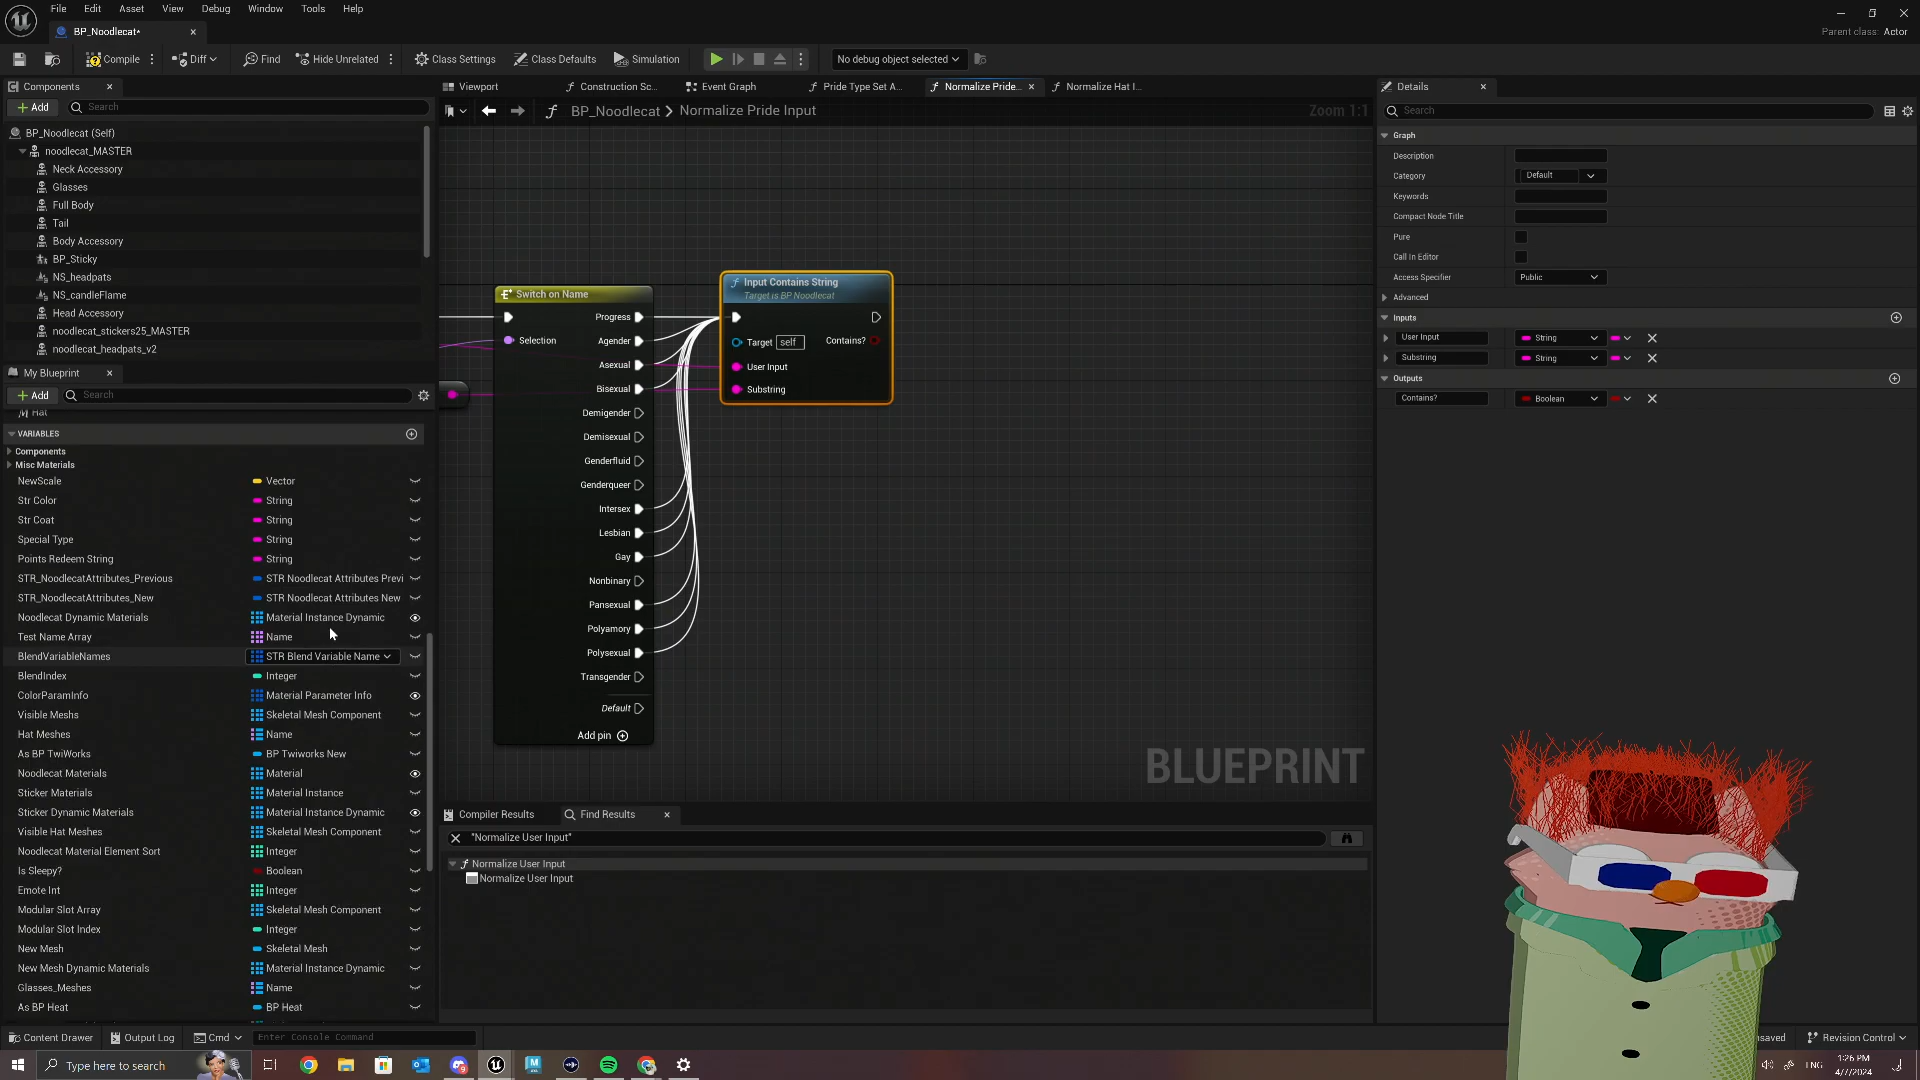 File Edit Asset View Debug Window Tools Help
BP_Noodlecat*
Parent class: Actor
Compile Diff Find Hide Unrelated Class Settings Class Defaults Simulation No debug object selected
Components
Add Search
BP_Noodlecat (Self)
noodlecat_MASTER
Neck Accessory
Glasses
Full Body
Tail
Body Accessory
BP_Sticky
NS_headpats
NS_candleFlame
Head Accessory
noodlecat_stickers25_MASTER
noodlecat_headpats_v2
My Blueprint
Add Search
Hat
VARIABLES
Components
Misc Materials
NewScale Vector
Str Color String
Str Coat String
Special Type String
Points Redeem String String
STR_NoodlecatAttributes_Previous STR Noodlecat Attributes Previ
STR_NoodlecatAttributes_New STR Noodlecat Attributes New
Noodlecat Dynamic Materials Material Instance Dynamic
Test Name Array Name
BlendVariableNames STR Blend Variable Name
BlendIndex Integer
ColorParamInfo Material Parameter Info
Visible Meshs Skeletal Mesh Component
Hat Meshes Name
As BP TwiWorks BP Twiworks New
Noodlecat Materials Material
Sticker Materials Material Instance
Sticker Dynamic Materials Material Instance Dynamic
Visible Hat Meshes Skeletal Mesh Component
Noodlecat Material Element Sort Integer
Is Sleepy? Boolean
Emote Int Integer
Modular Slot Array Skeletal Mesh Component
Modular Slot Index Integer
New Mesh Skeletal Mesh
New Mesh Dynamic Materials Material Instance Dynamic
Glasses_Meshes Name
As BP Heat BP Heat
Viewport Construction Sc... Event Graph Pride Type Set A... Normalize Pride... Normalize Hat I...
BP_Noodlecat > Normalize Pride Input
Zoom 1:1
Switch on Name
Selection
Progress
Agender
Asexual
Bisexual
Demigender
Demisexual
Genderfluid
Genderqueer
Intersex
Lesbian
Gay
Nonbinary
Pansexual
Polyamory
Polysexual
Transgender
Default
Add pin
Input Contains String
Target is BP Noodlecat
Target self Contains?
User Input
Substring
BLUEPRINT
Compiler Results Find Results
"Normalize User Input"
Normalize User Input
Normalize User Input
Details
Search
Graph
Description
Category Default
Keywords
Compact Node Title
Pure
Call In Editor
Access Specifier Public
Advanced
Inputs
User Input String
Substring String
Outputs
Contains? Boolean
Content Drawer Output Log Cmd Enter Console Command
Revision Control
Type here to search
ENG
1:26 PM
4/7/2024